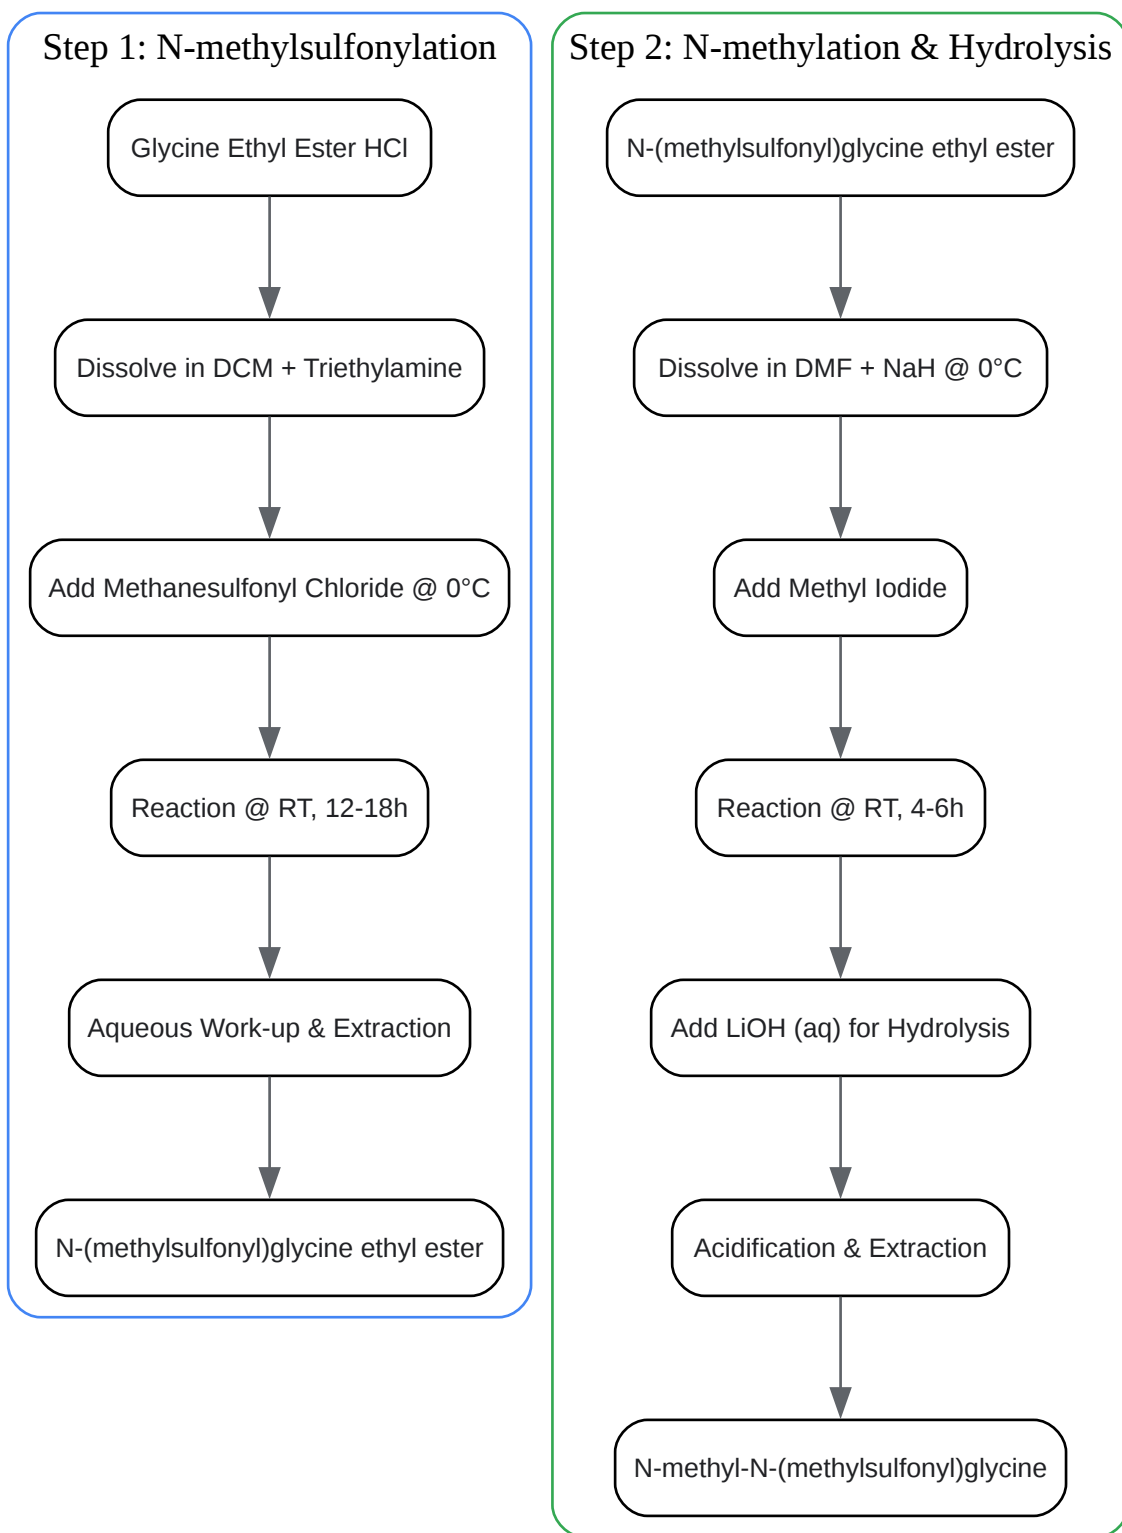 Step 1: N-methylsulfonylation
Glycine Ethyl Ester HCl
Dissolve in DCM + Triethylamine
Add Methanesulfonyl Chloride @ 0°C
Reaction @ RT, 12-18h
Aqueous Work-up & Extraction
N-(methylsulfonyl)glycine ethyl ester
Step 2: N-methylation & Hydrolysis
N-(methylsulfonyl)glycine ethyl ester
Dissolve in DMF + NaH @ 0°C
Add Methyl Iodide
Reaction @ RT, 4-6h
Add LiOH (aq) for Hydrolysis
Acidification & Extraction
N-methyl-N-(methylsulfonyl)glycine